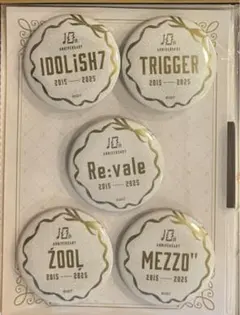 10th
ANNIVERSARY
IDOLiSH7
2015 — 2025
10th
ANNIVERSARY
TRIGGER
2015 — 2025
10th
ANNIVERSARY
Re:vale
2015 — 2025
10th
ANNIVERSARY
ŹOOĻ
2015 — 2025
10th
ANNIVERSARY
MEZZO"
2015 — 2025